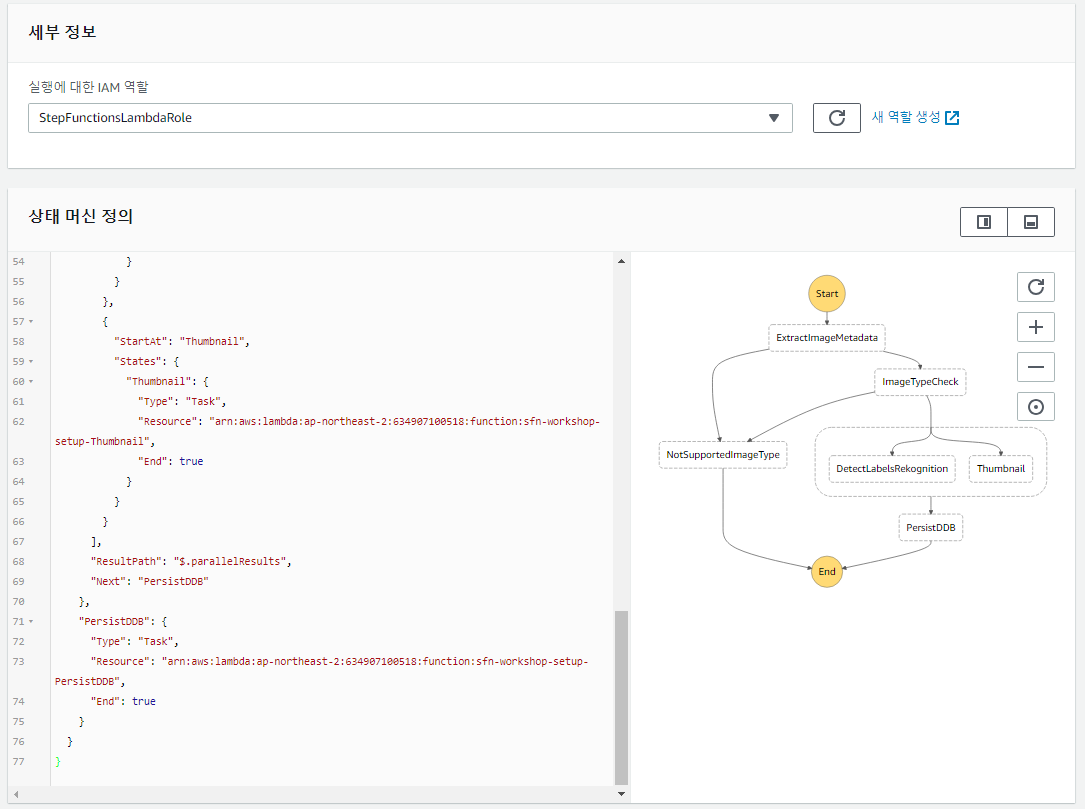 세부 정보
실행에 대한 IAM 역할
StepFunctionsLambdaRole
새 역할 생성
상태 머신 정의
54 }
55 }
56 },
57 {
58 "StartAt": "Thumbnail",
59 "States": {
60 "Thumbnail": {
61 "Type": "Task",
62 "Resource": "arn:aws:lambda:ap-northeast-2:634907100518:function:sfn-workshop-
setup-Thumbnail",
63 "End": true
64 }
65 }
66 }
67 ],
68 "ResultPath": "$.parallelResults",
69 "Next": "PersistDDB"
70 },
71 "PersistDDB": {
72 "Type": "Task",
73 "Resource": "arn:aws:lambda:ap-northeast-2:634907100518:function:sfn-workshop-setup-
PersistDDB",
74 "End": true
75 }
76 }
77 }
Start
ExtractImageMetadata
ImageTypeCheck
NotSupportedImageType
DetectLabelsRekognition
Thumbnail
PersistDDB
End